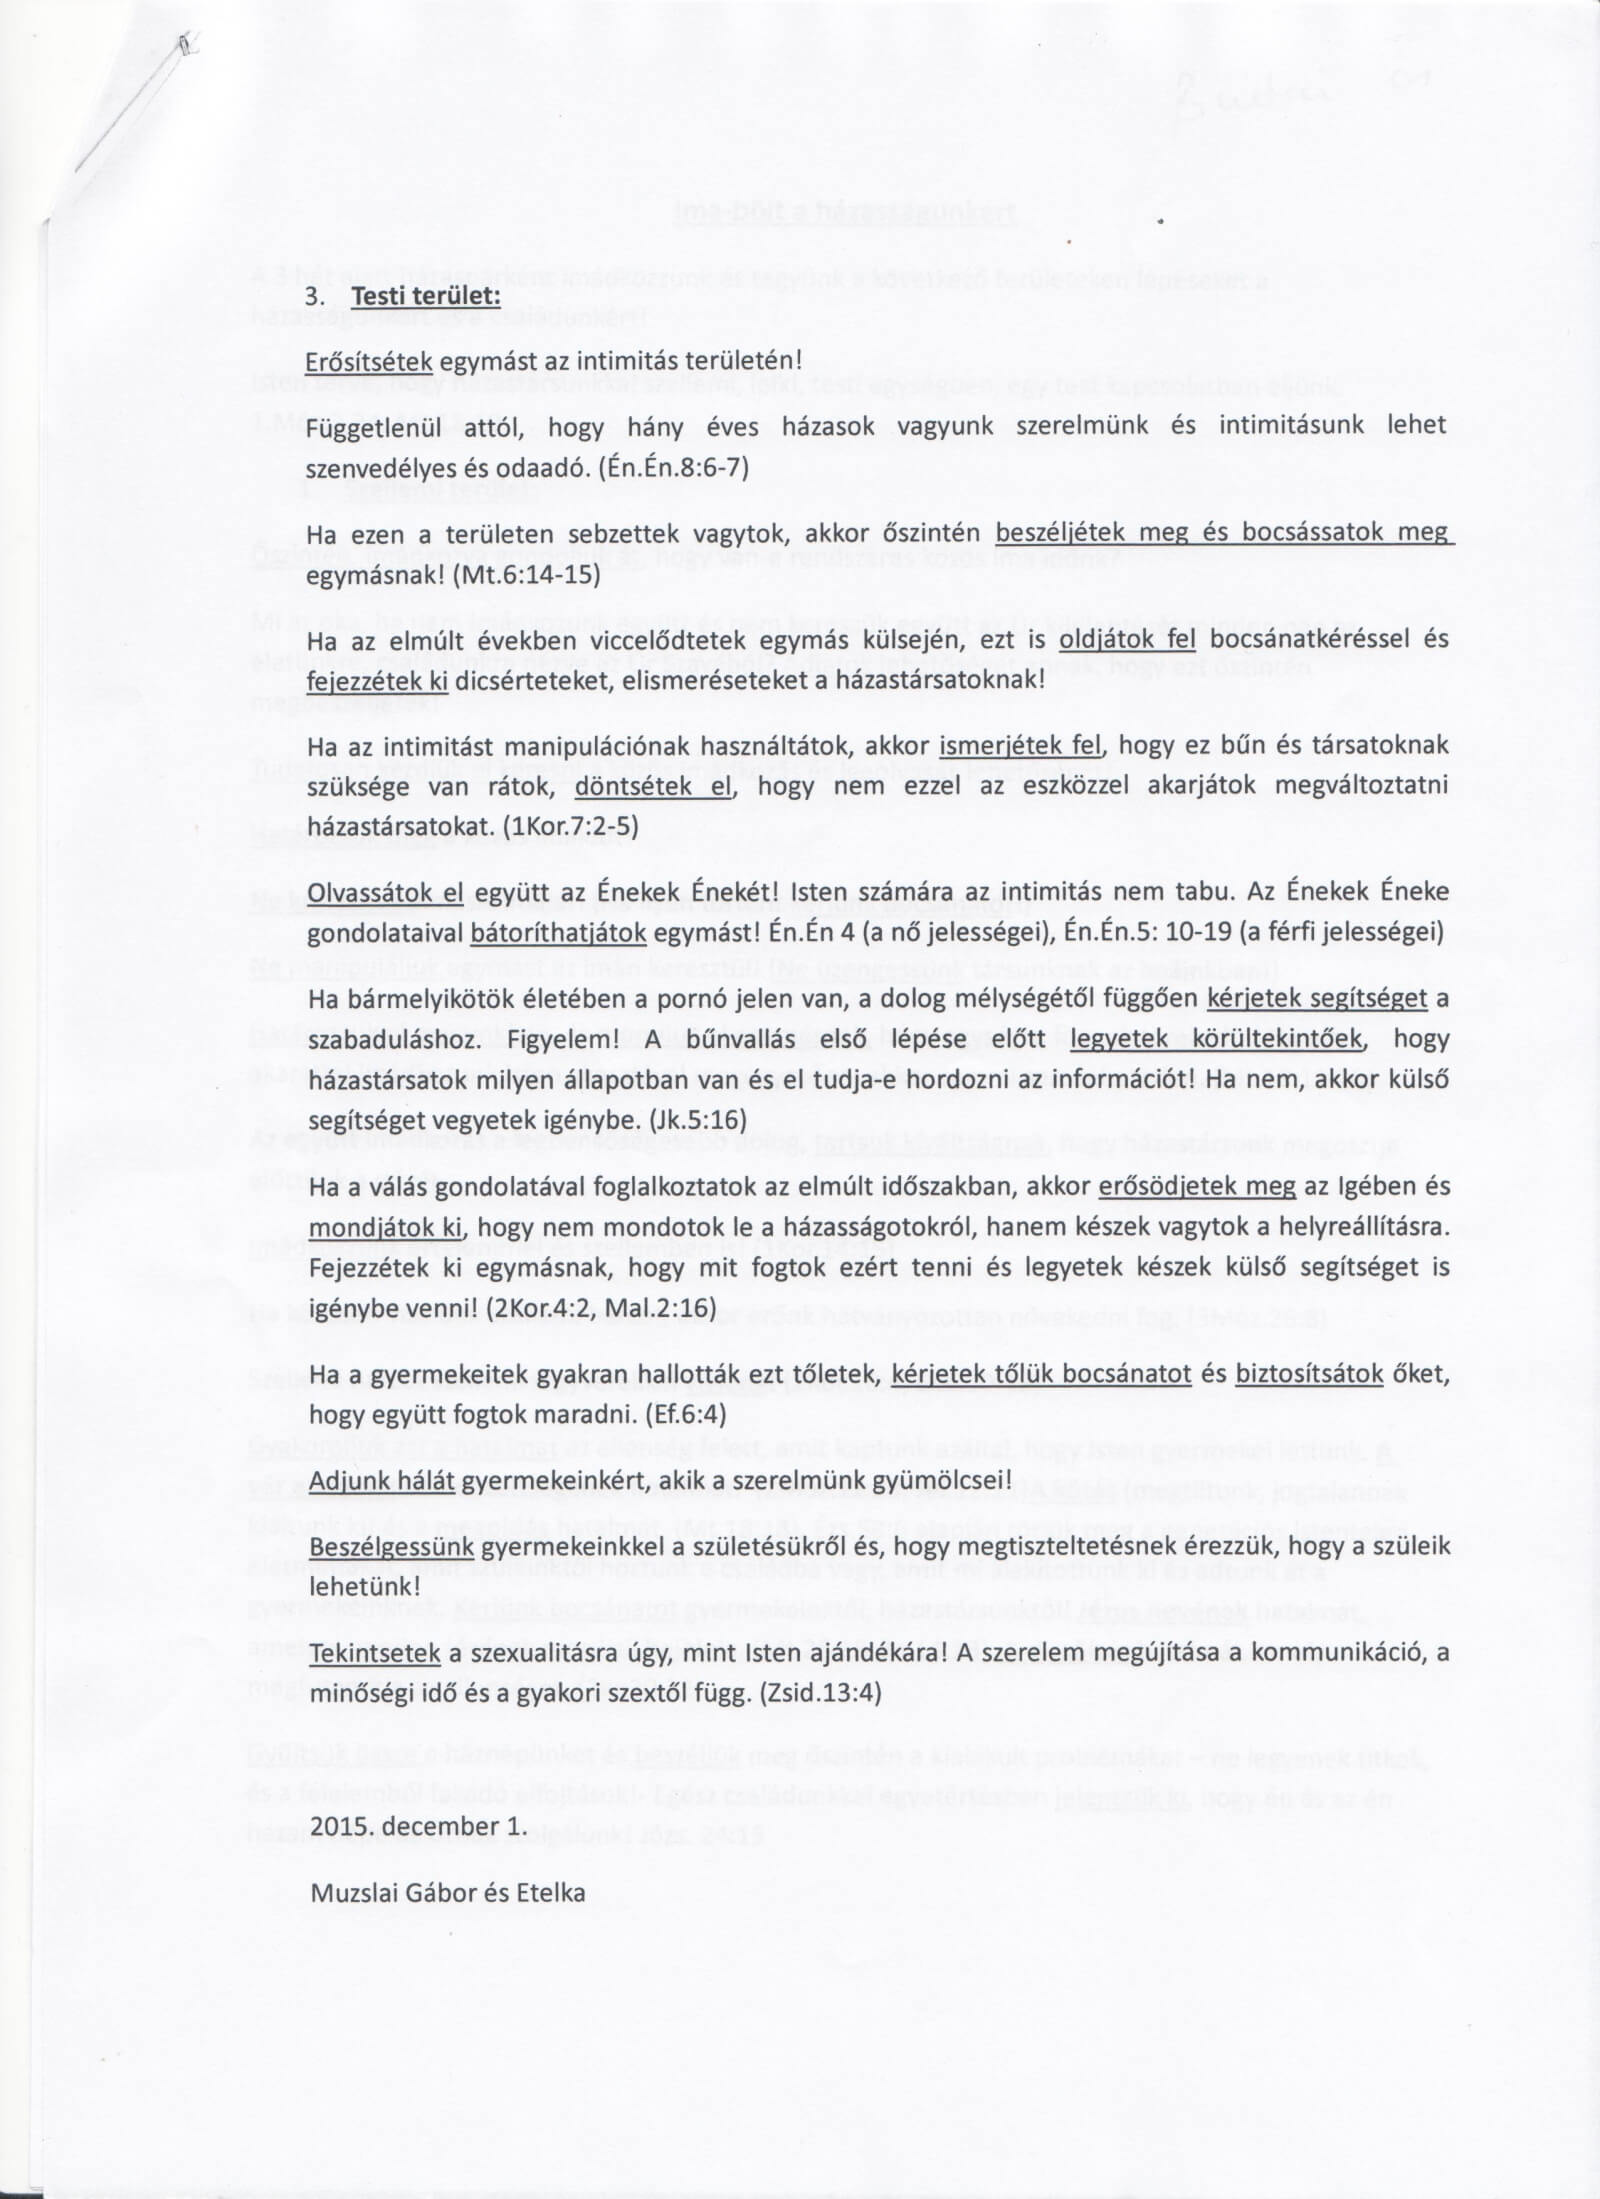 3. Testi terület:
Erősítsétek egymást az intimitás területén!
Függetlenül attól, hogy hány éves házasok vagyunk szerelmünk és intimitásunk lehet
szenvedélyes és odaadó. (Én.Én.8:6-7)
Ha ezen a területen sebzettek vagytok, akkor őszintén beszéljétek meg és bocsássatok meg
egymásnak! (Mt.6:14-15)
Ha az elmúlt években viccelődtetek egymás külsején, ezt is oldjátok fel bocsánatkéréssel és
fejezzétek ki dicsérteteket, elismeréseteket a házastársatoknak!
Ha az intimitást manipulációnak használtátok, akkor ismerjétek fel, hogy ez bűn és társatoknak
szüksége van rátok, döntsétek el, hogy nem ezzel az eszközzel akarjátok megváltoztatni
házastársatokat. (1Kor.7:2-5)
Olvassátok el együtt az Énekek Énekét! Isten számára az intimitás nem tabu. Az Énekek Éneke
gondolataival bátoríthatjátok egymást! Én.Én 4 (a nő jelességei), Én.Én.5: 10-19 (a férfi jelességei)
Ha bármelyikötök életében a pornó jelen van, a dolog mélységétől függően kérjetek segítséget a
szabaduláshoz. Figyelem! A bűnvallás első lépése előtt legyetek körültekintőek, hogy
házastársatok milyen állapotban van és el tudja-e hordozni az információt! Ha nem, akkor külső
segítséget vegyetek igénybe. (Jk.5:16)
Ha a válás gondolatával foglalkoztatok az elmúlt időszakban, akkor erősödjetek meg az Igében és
mondjátok ki, hogy nem mondotok le a házasságotokról, hanem készek vagytok a helyreállításra.
Fejezzétek ki egymásnak, hogy mit fogtok ezért tenni és legyetek készek külső segítséget is
igénybe venni! (2Kor.4:2, Mal.2:16)
Ha a gyermekeitek gyakran hallották ezt tőletek, kérjetek tőlük bocsánatot és biztosítsátok őket,
hogy együtt fogtok maradni. (Ef.6:4)
Adjunk hálát gyermekeinkért, akik a szerelmünk gyümölcsei!
Beszélgessünk gyermekeinkkel a születésükről és, hogy megtiszteltetésnek érezzük, hogy a szüleik
lehetünk!
Tekintsetek a szexualitásra úgy, mint Isten ajándékára! A szerelem megújítása a kommunikáció, a
minőségi idő és a gyakori szextől függ. (Zsid.13:4)
2015. december 1.
Muzslai Gábor és Etelka